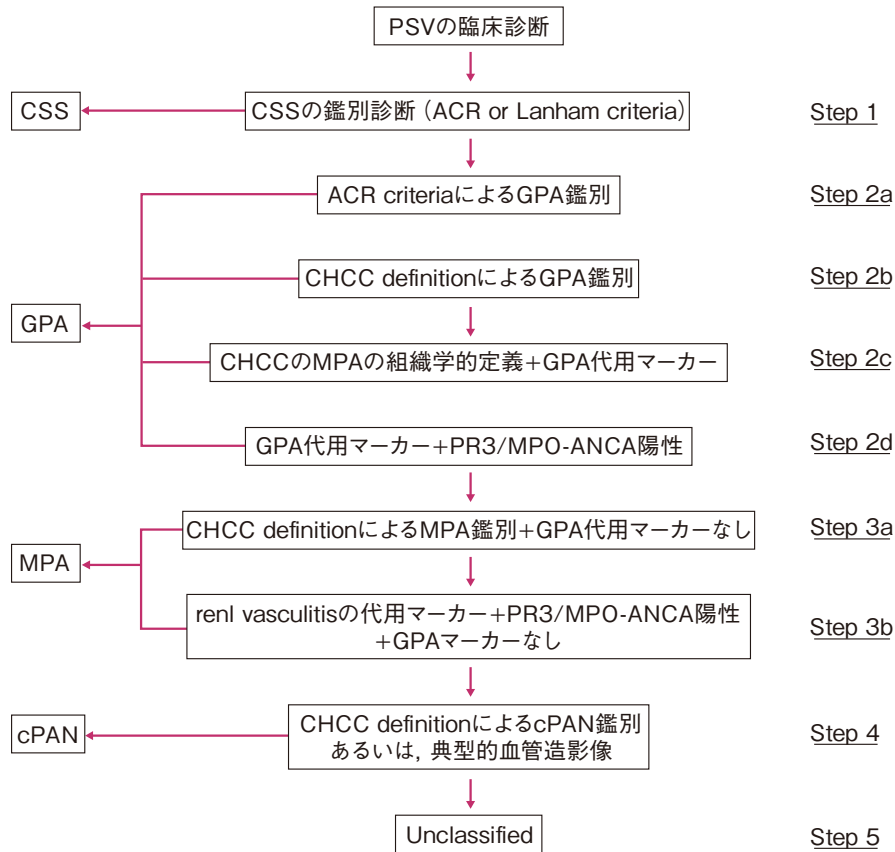 PSVの臨床診断
CSS
CSSの鑑別診断（ACR or Lanham criteria）
Step 1
ACR criteriaによるGPA鑑別
Step 2a
CHCC definitionによるGPA鑑別
Step 2b
GPA
CHCCのMPAの組織学的定義+GPA代用マーカー
Step 2c
GPA代用マーカー+PR3/MPO-ANCA陽性
Step 2d
CHCC definitionによるMPA鑑別+GPA代用マーカーなし
Step 3a
MPA
renl vasculitisの代用マーカー+PR3/MPO-ANCA陽性
+GPAマーカーなし
Step 3b
cPAN
CHCC definitionによるcPAN鑑別
あるいは, 典型的血管造影像
Step 4
Unclassified
Step 5